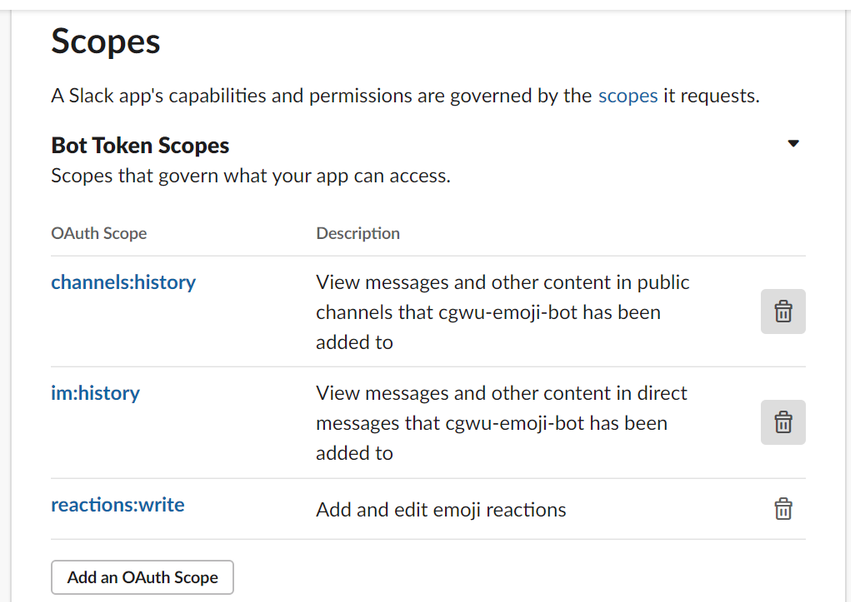 Scopes
A Slack app's capabilities and permissions are governed by the scopes it requests.
Bot Token Scopes
Scopes that govern what your app can access.
OAuth Scope Description
channels:history View messages and other content in public
channels that cgwu-emoji-bot has been
added to
im:history View messages and other content in direct
messages that cgwu-emoji-bot has been
added to
reactions:write Add and edit emoji reactions
Add an OAuth Scope